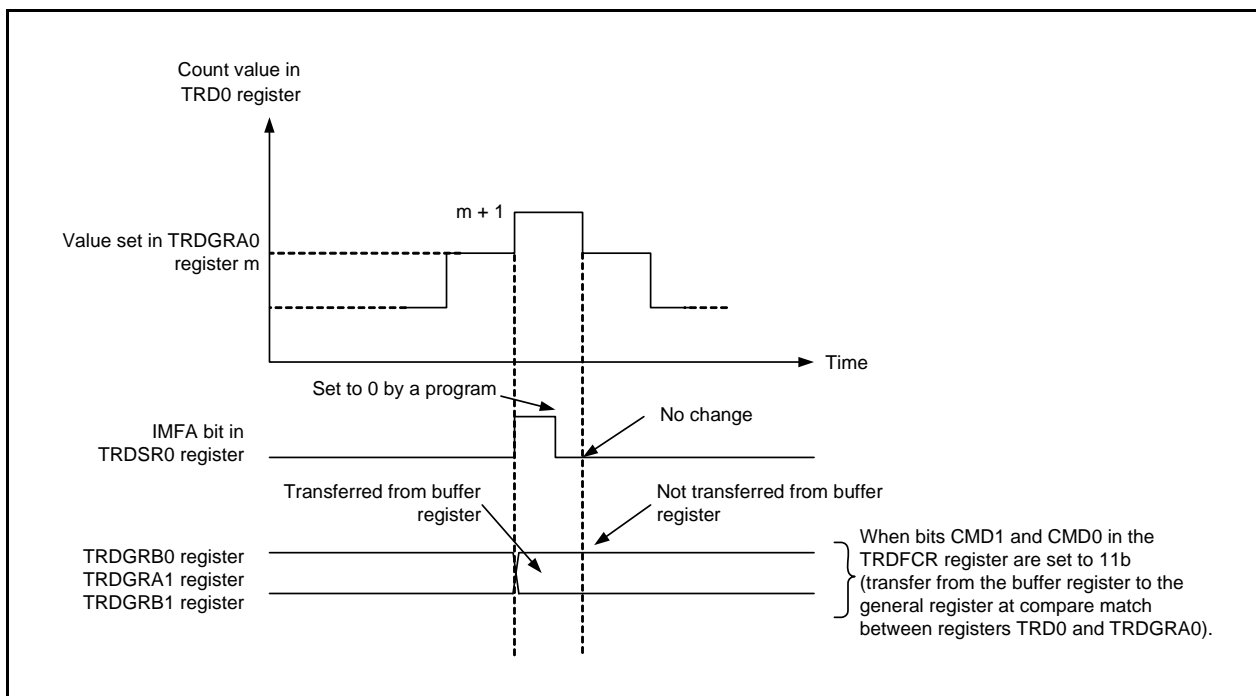 Count value in
TRD0 register
m + 1
Value set in TRDGRA0
register m
Time
Set to 0 by a program
No change
IMFA bit in
TRDSR0 register
Transferred from buffer
register
Not transferred from buffer
register
TRDGRB0 register
TRDGRA1 register
TRDGRB1 register
When bits CMD1 and CMD0 in the
TRDFCR register are set to 11b
(transfer from the buffer register to the
general register at compare match
between registers TRD0 and TRDGRA0).